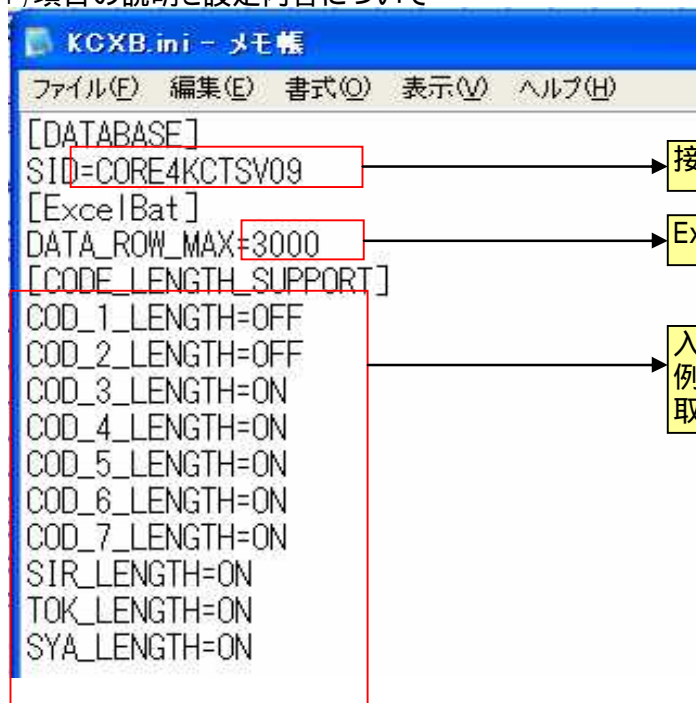 KCXB.ini - メモ帳
ファイル(F) 編集(E) 書式(O) 表示(V) ヘルプ(H)
[DATABASE]
SID=CORE4KCTSV09
接
[ExcelBat]
DATA_ROW_MAX=3000
Ex
[CODE_LENGTH_SUPPORT]
COD_1_LENGTH=OFF
COD_2_LENGTH=OFF
COD_3_LENGTH=ON
COD_4_LENGTH=ON
COD_5_LENGTH=ON
COD_6_LENGTH=ON
COD_7_LENGTH=ON
SIR_LENGTH=ON
TOK_LENGTH=ON
SYA_LENGTH=ON
入
例
取